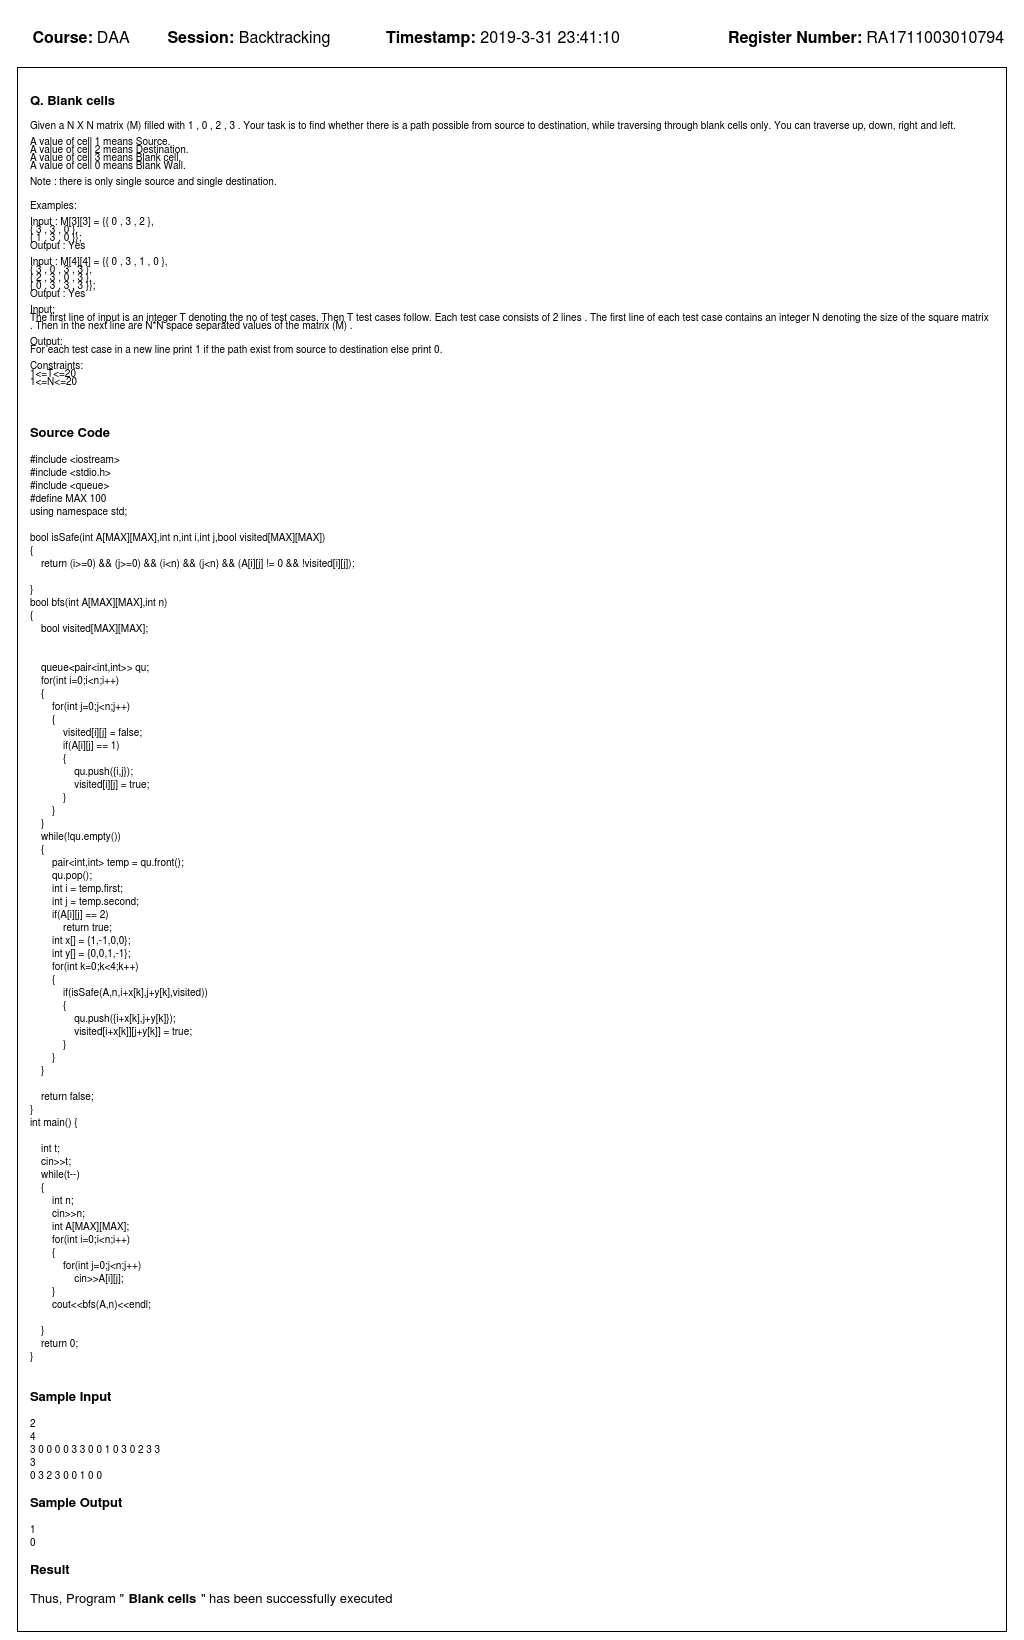 Course: DAA Session: Backtracking Timestamp: 2019-3-31 23:41:10 Register Number: RA1711003010794
Q. Blank cells
Given a N X N matrix (M) filled with 1 , 0 , 2 , 3 . Your task is to find whether there is a path possible from source to destination, while traversing through blank cells only. You can traverse up, down, right and left.
A value of cell 1 means Source.
A value of cell 2 means Destination.
A value of cell 3 means Blank cell.
A value of cell 0 means Blank Wall.
Note : there is only single source and single destination.
Examples:
Input : M[3][3] = {{ 0 , 3 , 2 },
{ 3 , 3 , 0 },
{ 1 , 3 , 0 }};
Output : Yes
Input : M[4][4] = {{ 0 , 3 , 1 , 0 },
{ 3 , 0 , 3 , 3 },
{ 2 , 3 , 0 , 3 },
{ 0 , 3 , 3 , 3 }};
Output : Yes
Input:
The first line of input is an integer T denoting the no of test cases. Then T test cases follow. Each test case consists of 2 lines . The first line of each test case contains an integer N denoting the size of the square matrix
. Then in the next line are N*N space separated values of the matrix (M) .
Output:
For each test case in a new line print 1 if the path exist from source to destination else print 0.
Constraints:
1<=T<=20
1<=N<=20
Source Code
#include <iostream>
#include <stdio.h>
#include <queue>
#define MAX 100
using namespace std;
bool isSafe(int A[MAX][MAX],int n,int i,int j,bool visited[MAX][MAX])
{
return (i>=0) && (j>=0) && (i<n) && (j<n) && (A[i][j] != 0 && !visited[i][j]);
}
bool bfs(int A[MAX][MAX],int n)
{
bool visited[MAX][MAX];
queue<pair<int,int>> qu;
for(int i=0;i<n;i++)
{
for(int j=0;j<n;j++)
{
visited[i][j] = false;
if(A[i][j] == 1)
{
qu.push({i,j});
visited[i][j] = true;
}
}
}
while(!qu.empty())
{
pair<int,int> temp = qu.front();
qu.pop();
int i = temp.first;
int j = temp.second;
if(A[i][j] == 2)
return true;
int x[] = {1,-1,0,0};
int y[] = {0,0,1,-1};
for(int k=0;k<4;k++)
{
if(isSafe(A,n,i+x[k],j+y[k],visited))
{
qu.push({i+x[k],j+y[k]});
visited[i+x[k]][j+y[k]] = true;
}
}
}
return false;
}
int main() {
int t;
cin>>t;
while(t--)
{
int n;
cin>>n;
int A[MAX][MAX];
for(int i=0;i<n;i++)
{
for(int j=0;j<n;j++)
cin>>A[i][j];
}
cout<<bfs(A,n)<<endl;
}
return 0;
}
Sample Input
2
4
3 0 0 0 0 3 3 0 0 1 0 3 0 2 3 3
3
0 3 2 3 0 0 1 0 0
Sample Output
1
0
Result
Thus, Program " Blank cells " has been successfully executed